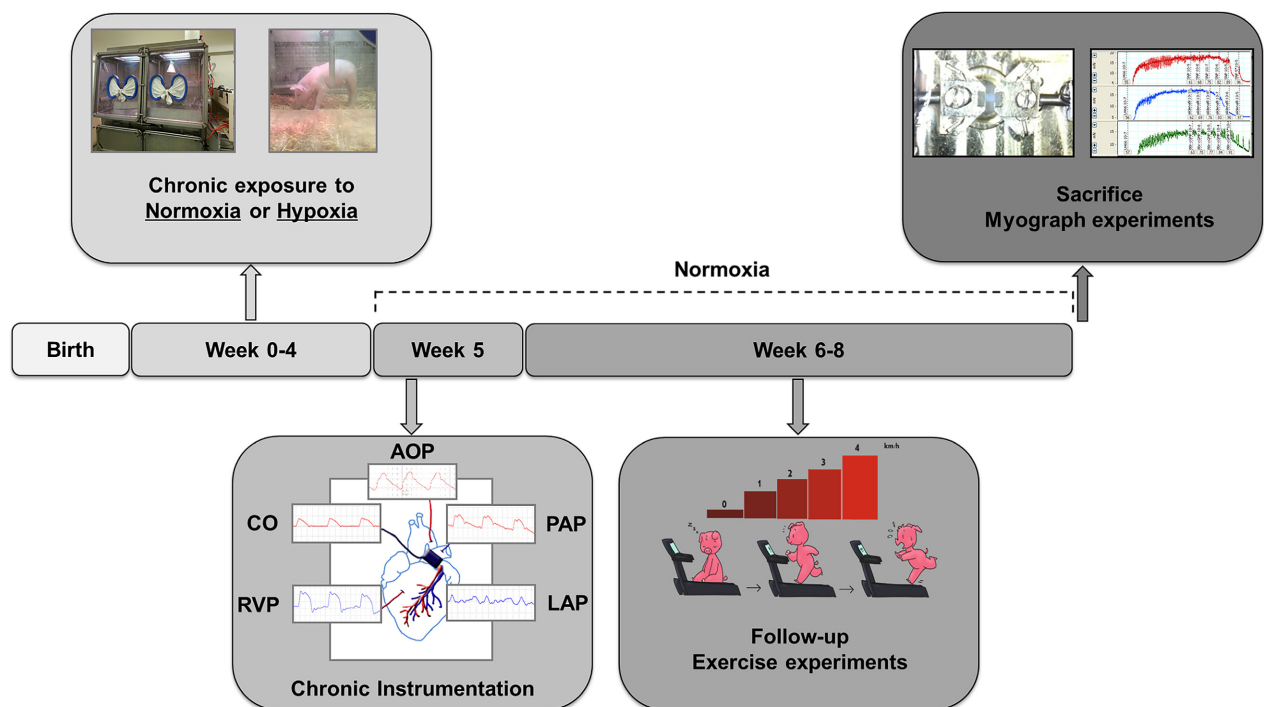 Chronic exposure to
Normoxia or Hypoxia
Sacrifice
Myograph experiments
Normoxia
Birth
Week 0-4
Week 5
Week 6-8
AOP
CO
PAP
RVP
LAP
Chronic Instrumentation
km·h
0
1
2
3
4
z
z
Follow-up
Exercise experiments